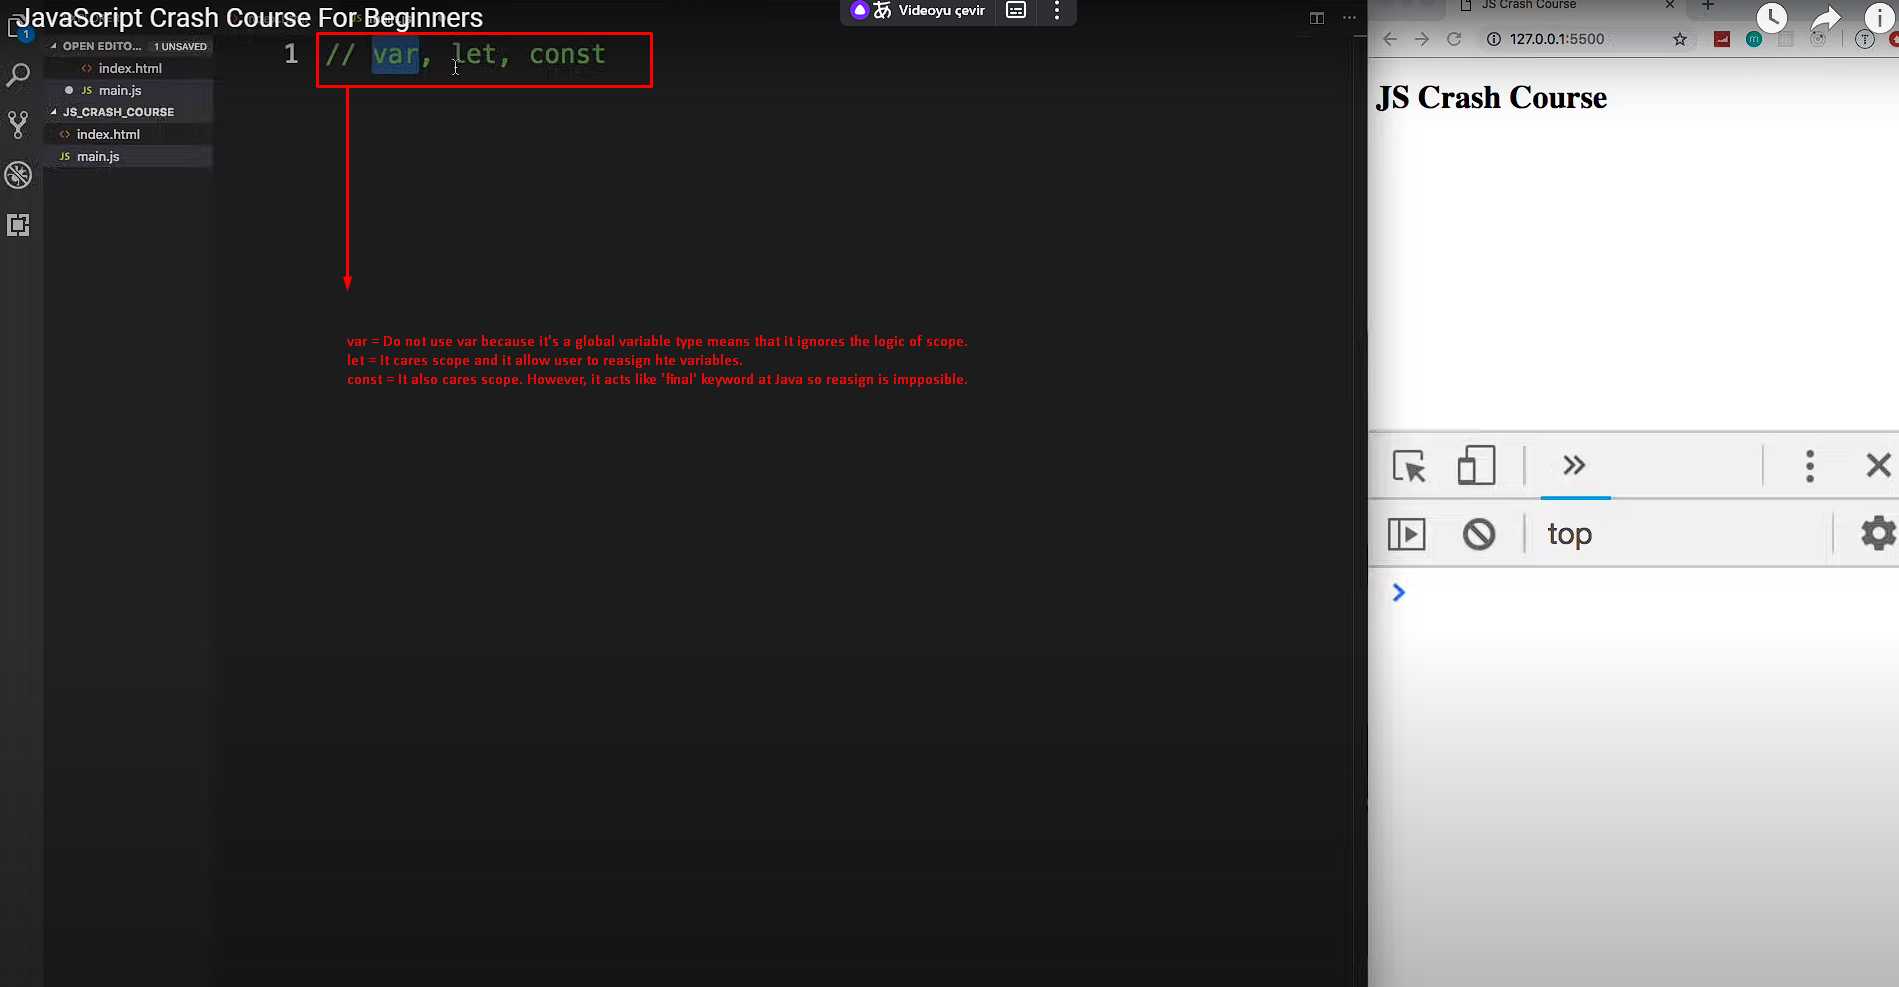 JavaScript Crash Course For Beginners
Videoyu çevir
JS Crash Course
1
OPEN EDITO... 1 UNSAVED
index.html
JS main.js
JS_CRASH_COURSE
index.html
JS main.js
1 // var, let, const
var = Do not use var because it's a global variable type means that it ignores the logic of scope.
let = It cares scope and it allow user to reasign hte variables.
const = It also cares scope. However, it acts like 'final' keyword at Java so reasign is impposible.
127.0.0.1:5500
JS Crash Course
top